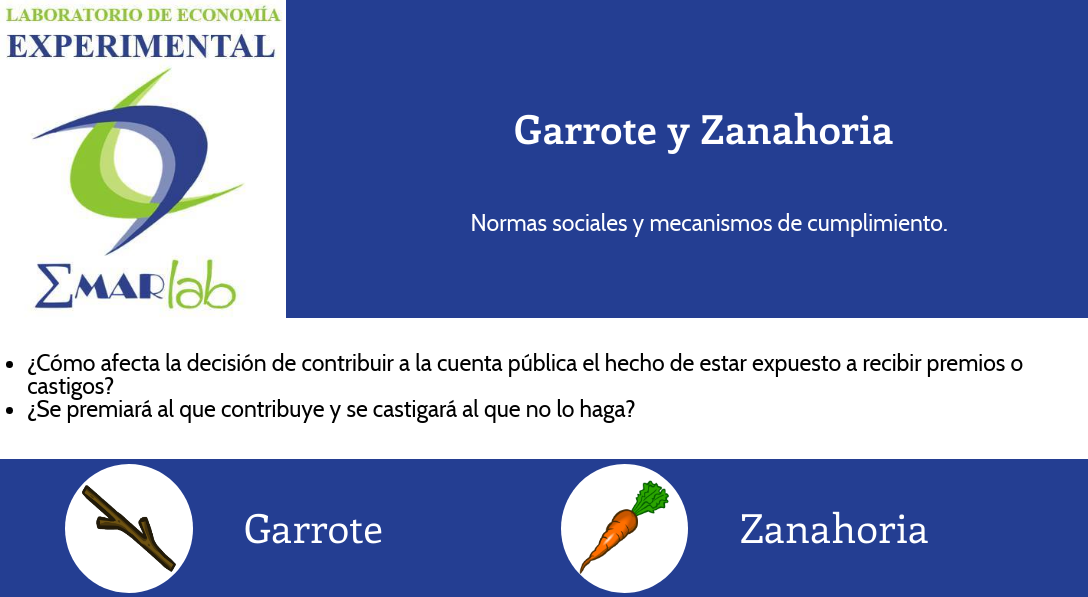 LABORATORIO DE ECONOMÍA
EXPERIMENTAL
ΣMARlab
Garrote y Zanahoria
Normas sociales y mecanismos de cumplimiento.
• ¿Cómo afecta la decisión de contribuir a la cuenta pública el hecho de estar expuesto a recibir premios o
castigos?
• ¿Se premiará al que contribuye y se castigará al que no lo haga?
Garrote
Zanahoria